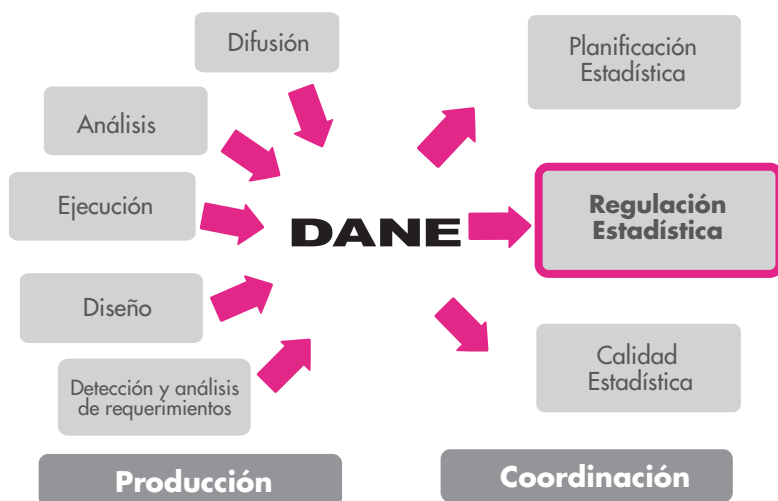 Difusión
Análisis
Ejecución
Diseño
Detección y análisis
de requerimientos
Producción
DANE
Planificación
Estadística
Regulación
Estadística
Calidad
Estadística
Coordinación